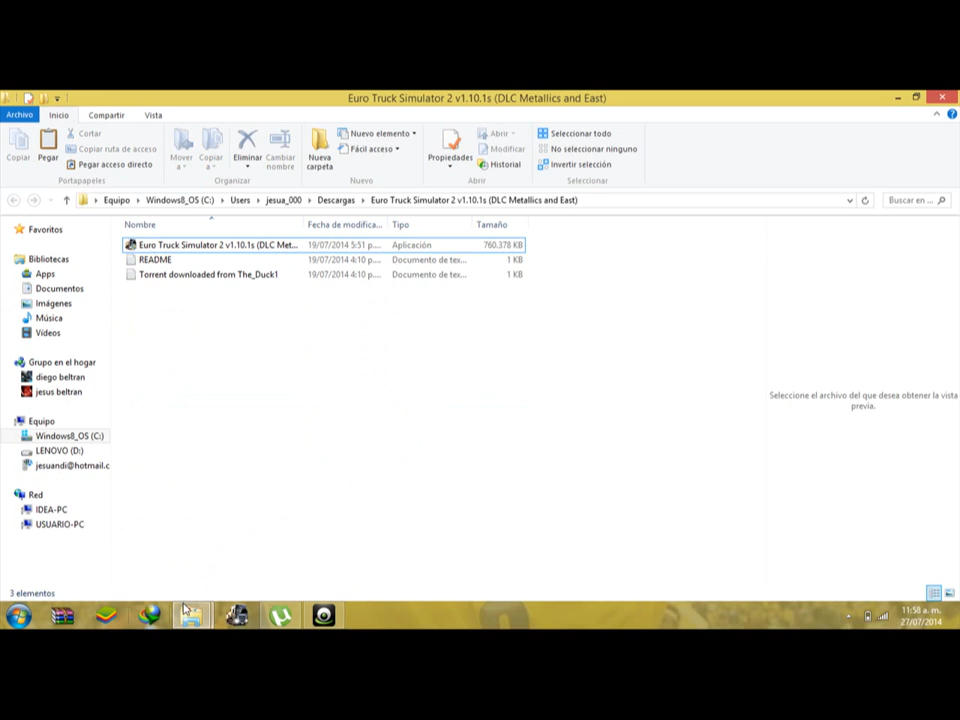 Euro Truck Simulator 2 v1.10.1s (DLC Metallics and East)
Archivo Inicio Compartir Vista
Copiar
Pegar
Cortar
Copiar ruta de acceso
Pegar acceso directo
Portapapeles
Mover a
Copiar a
Eliminar
Cambiar nombre
Organizar
Nueva carpeta
Nuevo elemento
Fácil acceso
Nuevo
Propiedades
Abrir
Modificar
Historial
Abrir
Seleccionar todo
No seleccionar ninguno
Invertir selección
Seleccionar
Equipo Windows8_OS (C:) Users jesua_000 Descargas Euro Truck Simulator 2 v1.10.1s (DLC Metallics and East)
Buscar en ...
Nombre Fecha de modifica... Tipo Tamaño
Euro Truck Simulator 2 v1.10.1s (DLC Met... 19/07/2014 5:51 p.... Aplicación 760.378 KB
README 19/07/2014 4:10 p.... Documento de tex... 1 KB
Torrent downloaded from The_Duck1 19/07/2014 4:10 p.... Documento de tex... 1 KB
Favoritos
Bibliotecas
Apps
Documentos
Imágenes
Música
Vídeos
Grupo en el hogar
diego beltran
jesus beltran
Equipo
Windows8_OS (C:)
LENOVO (D:)
jesuandi@hotmail.c
Red
IDEA-PC
USUARIO-PC
Seleccione el archivo del que desea obtener la vista
previa.
3 elementos
11:58 a. m.
27/07/2014